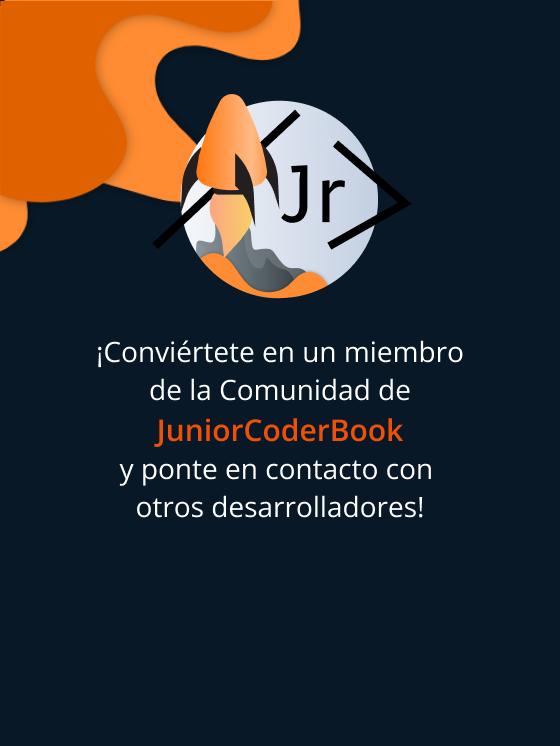 Jr
¡Conviértete en un miembro
de la Comunidad de
JuniorCoderBook
y ponte en contacto con
otros desarrolladores!